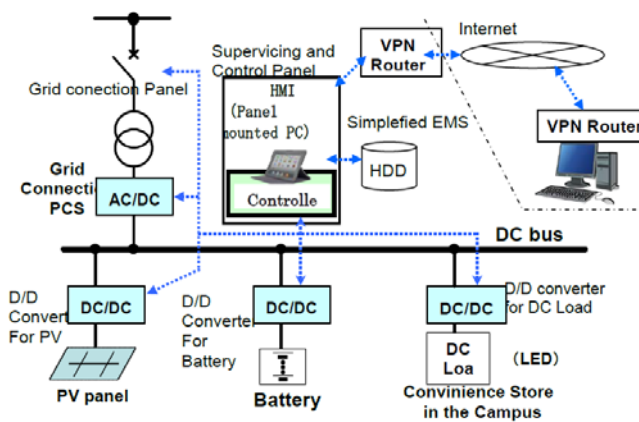 Internet
Supervicing and
Control Panel
VPN
Router
Grid conection Panel
HMI
(Panel
mounted PC)
Simplefied EMS
VPN Router
HDD
Grid
Connecti
PCS
AC/DC
Controlle
DC bus
D/D
Convert
For PV
DC/DC
D/D
Converter
For
Battery
DC/DC
DC/DC
D/D converter
for DC Load
DC
Loa
(LED)
PV panel
Battery
Convinience Store
in the Campus